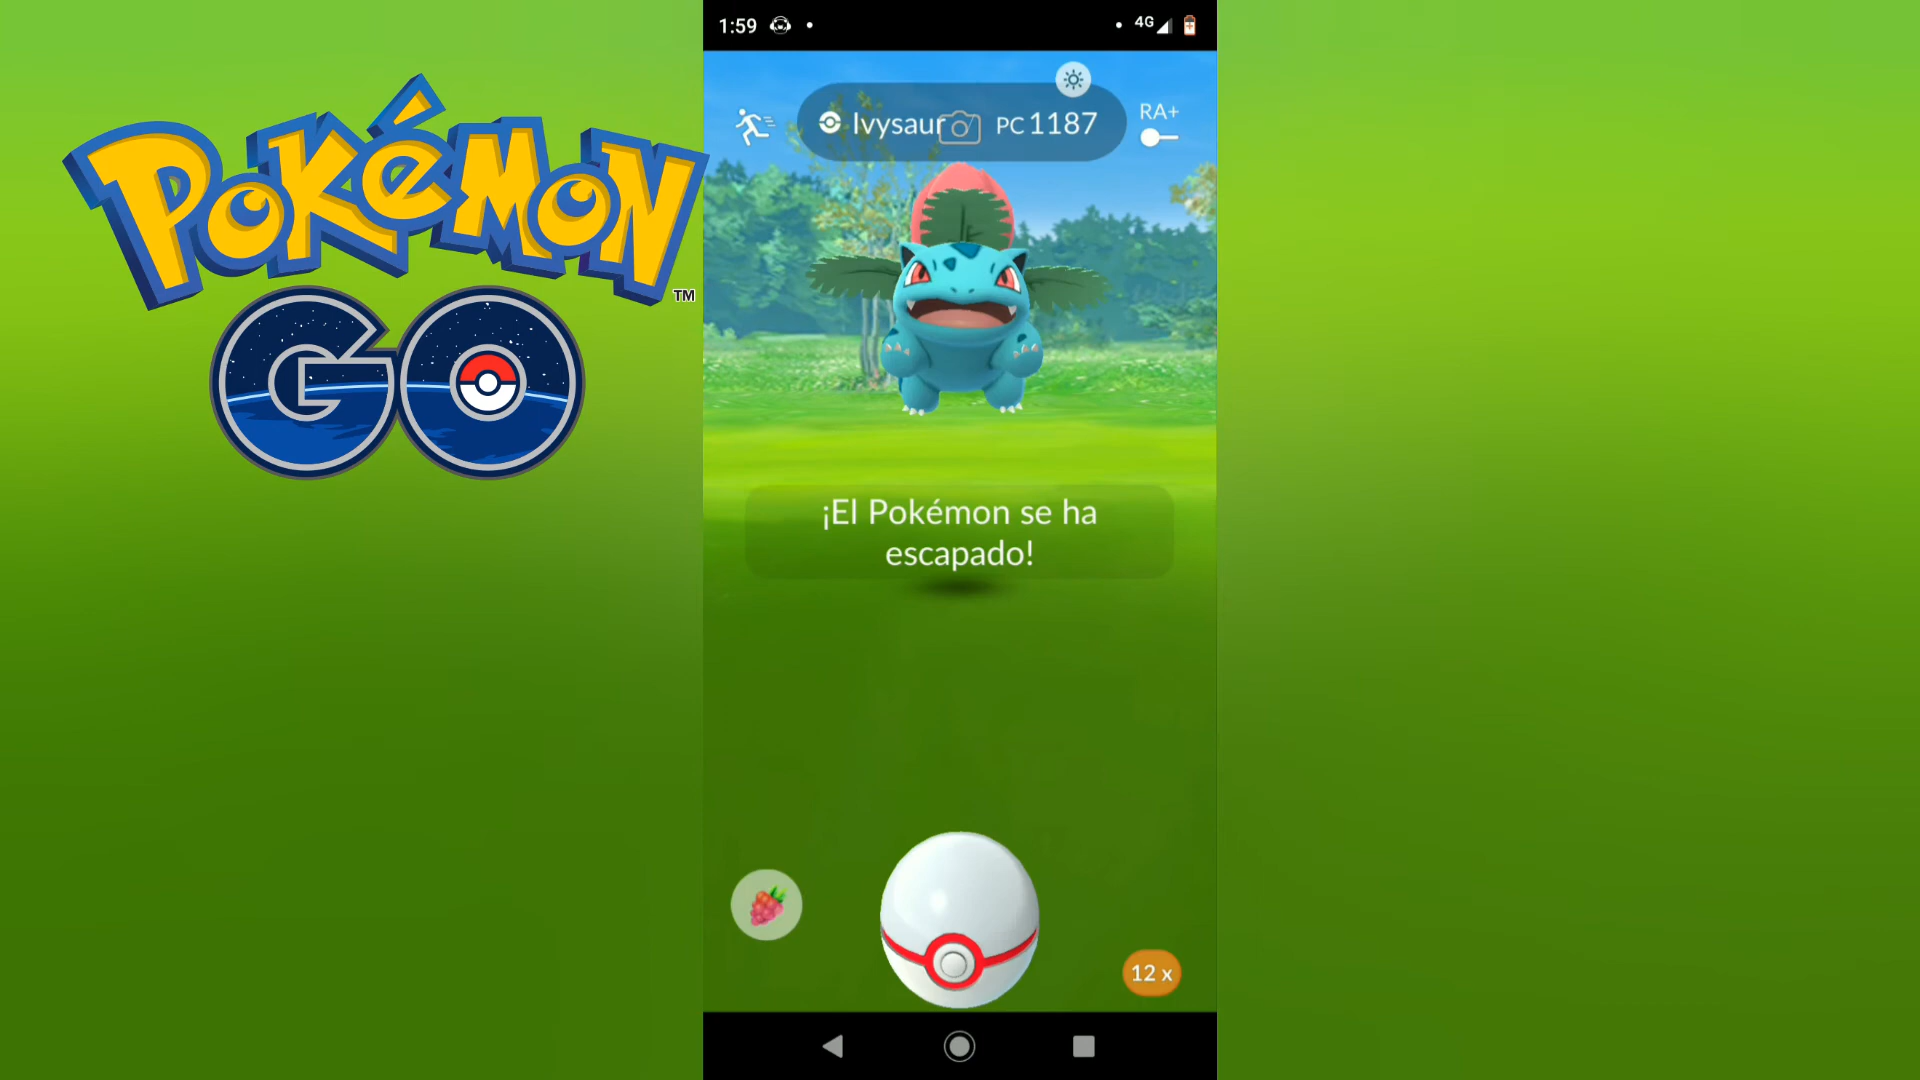 POKéMON
TM
GO
1:59
4G
Ivysaur
PC 1187
RA+
¡El Pokémon se ha
escapado!
12 x